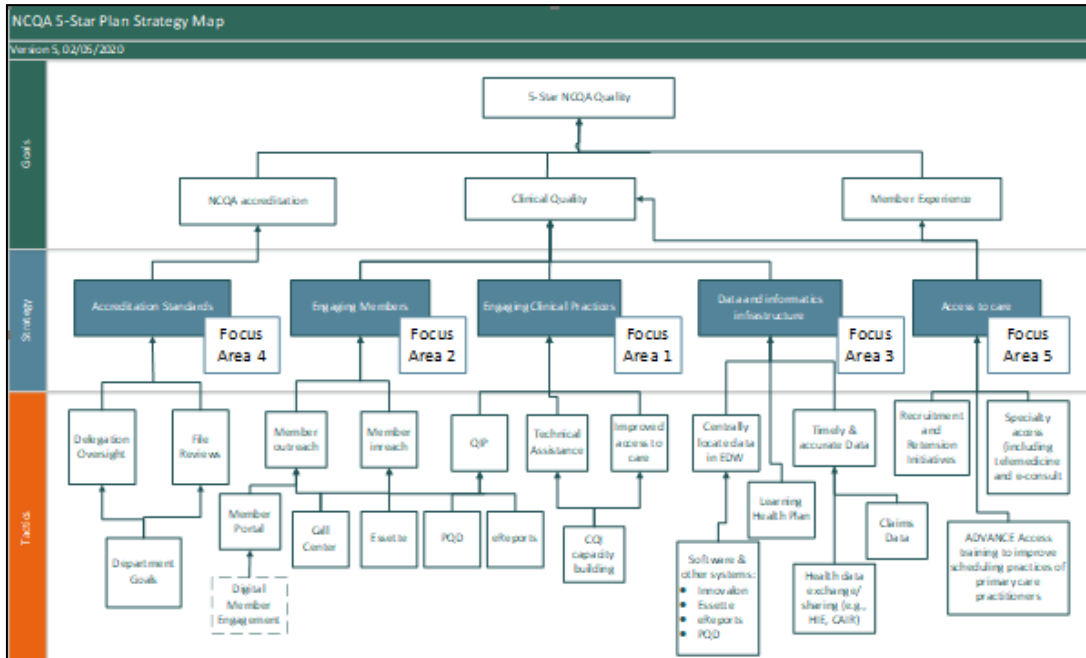 NCQA 5-Star Plan Strategy Map
Version 5, 02/05/2020
Goals
5-Star NCQA Quality
NCQA accreditation
Clinical Quality
Member Experience
Strategy
Accreditation Standards
Focus
Area 4
Engaging Members
Focus
Area 2
Engaging Clinical Practices
Focus
Area 1
Data and informatics
infrastructure
Focus
Area 3
Access to care
Focus
Area 5
Tactics
Delegation
Oversight
File
Reviews
Department
Goals
Member
outreach
Member
inreach
Member
Portal
Digital
Member
Engagement
Call
Center
Essette
QIP
PQD
eReports
Technical
Assistance
Improved
access to
care
CQI
capacity
building
Centrally
locate data
in EDW
Software &
other systems:
• Innovalon
• Essette
• eReports
• PQD
Learning
Health Plan
Timely &
accurate Data
Health data
exchange/
sharing (e.g.,
HIE, CAIR)
Claims
Data
Recruitment
and
Retention
Initiatives
Specialty
access
(including
telemedicine
and e-consult
ADVANCE Access
training to improve
scheduling practices of
primary care
practitioners